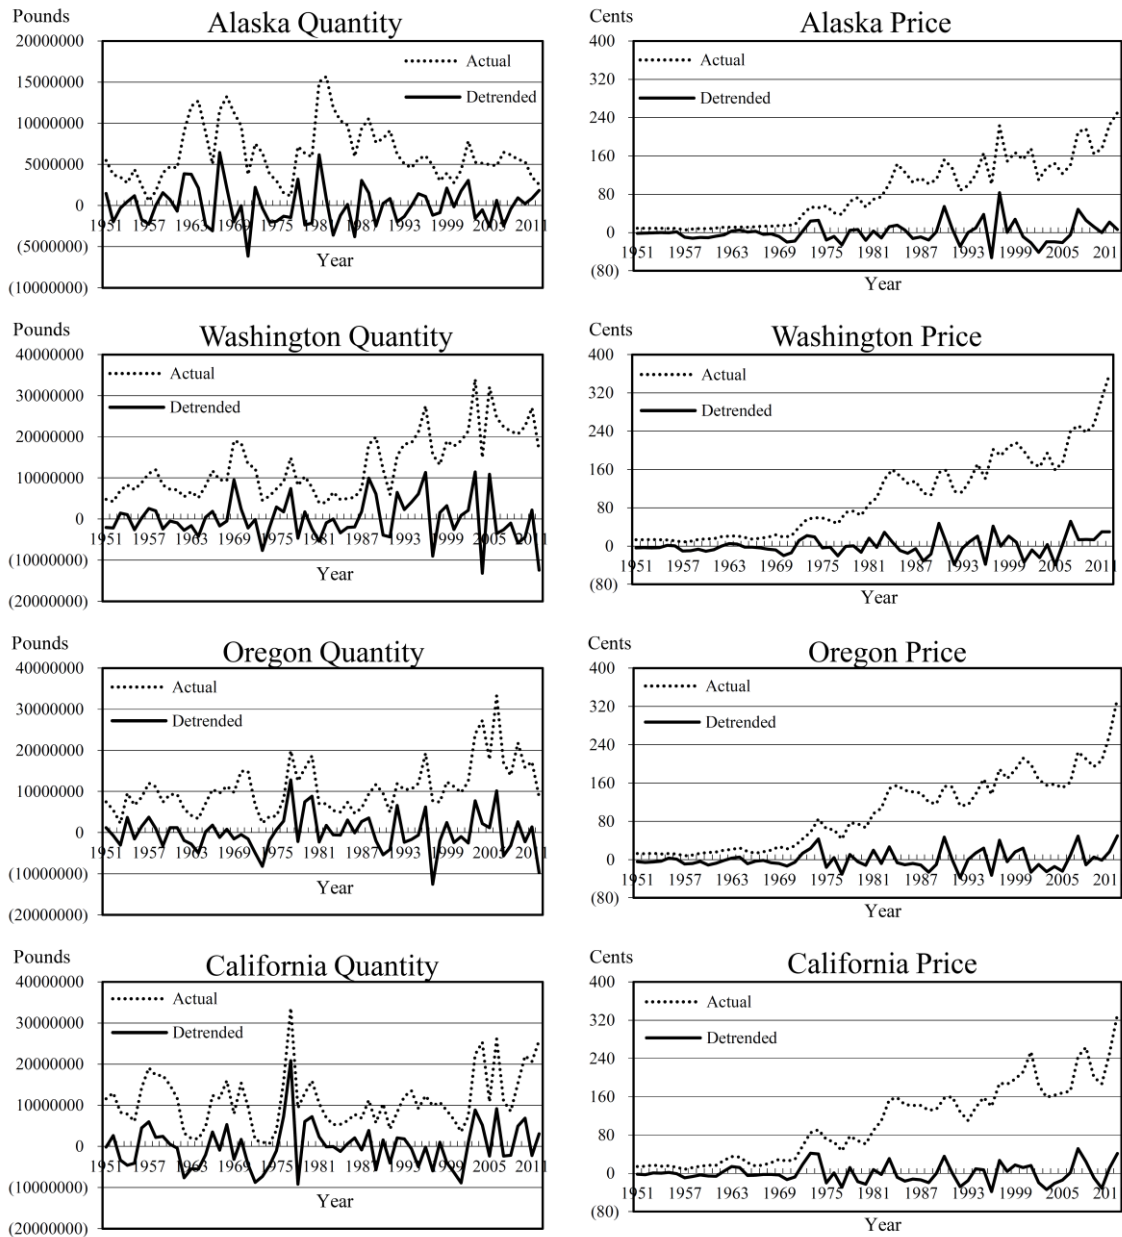 Pounds
Alaska Quantity
20000000
15000000
10000000
5000000
0
(5000000)
(10000000)
Actual
Detrended
1951 1957 1963 1969 1975 1981 1987 1993 1999 2005 2011
Year
Cents
Alaska Price
400
320
240
160
80
0
(80)
Actual
Detrended
1951 1957 1963 1969 1975 1981 1987 1993 1999 2005 201
Year
Pounds
Washington Quantity
40000000
30000000
20000000
10000000
0
(10000000)
(20000000)
Actual
Detrended
1951 1957 1963 1969 1975 1981 1987 1993 1999 2005 2011
Year
Cents
Washington Price
400
320
240
160
80
0
(80)
Actual
Detrended
1951 1957 1963 1969 1975 1981 1987 1993 1999 2005 2011
Year
Pounds
Oregon Quantity
40000000
30000000
20000000
10000000
0
(10000000)
(20000000)
Actual
Detrended
1951 1957 1963 1969 1975 1981 1987 1993 1999 2005 2011
Year
Cents
Oregon Price
400
320
240
160
80
0
(80)
Actual
Detrended
1951 1957 1963 1969 1975 1981 1987 1993 1999 2005 201
Year
Pounds
California Quantity
40000000
30000000
20000000
10000000
0
(10000000)
(20000000)
Actual
Detrended
1951 1957 1963 1969 1975 1981 1987 1993 1999 2005 2011
Year
Cents
California Price
400
320
240
160
80
0
(80)
Actual
Detrended
1951 1957 1963 1969 1975 1981 1987 1993 1999 2005 201
Year